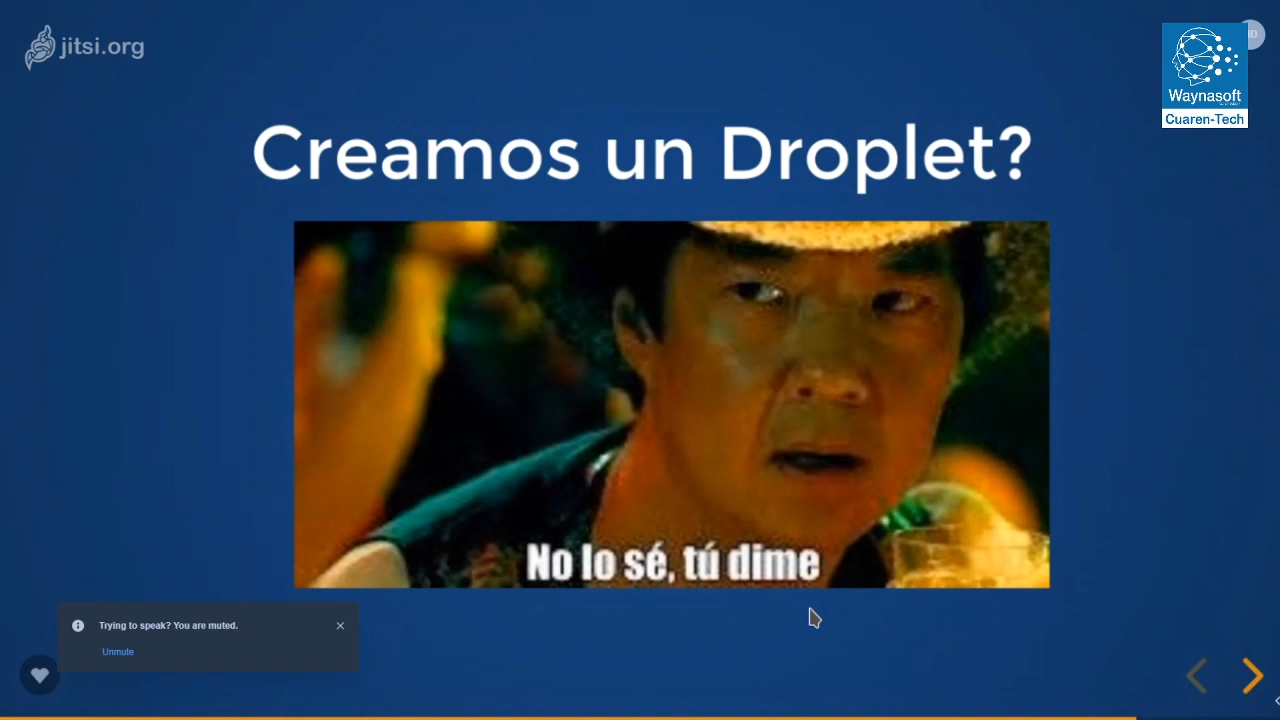 jitsi.org
Waynasoft
Cuaren-Tech
Creamos un Droplet?
No lo sé, tú dime
Trying to speak? You are muted.
Unmute